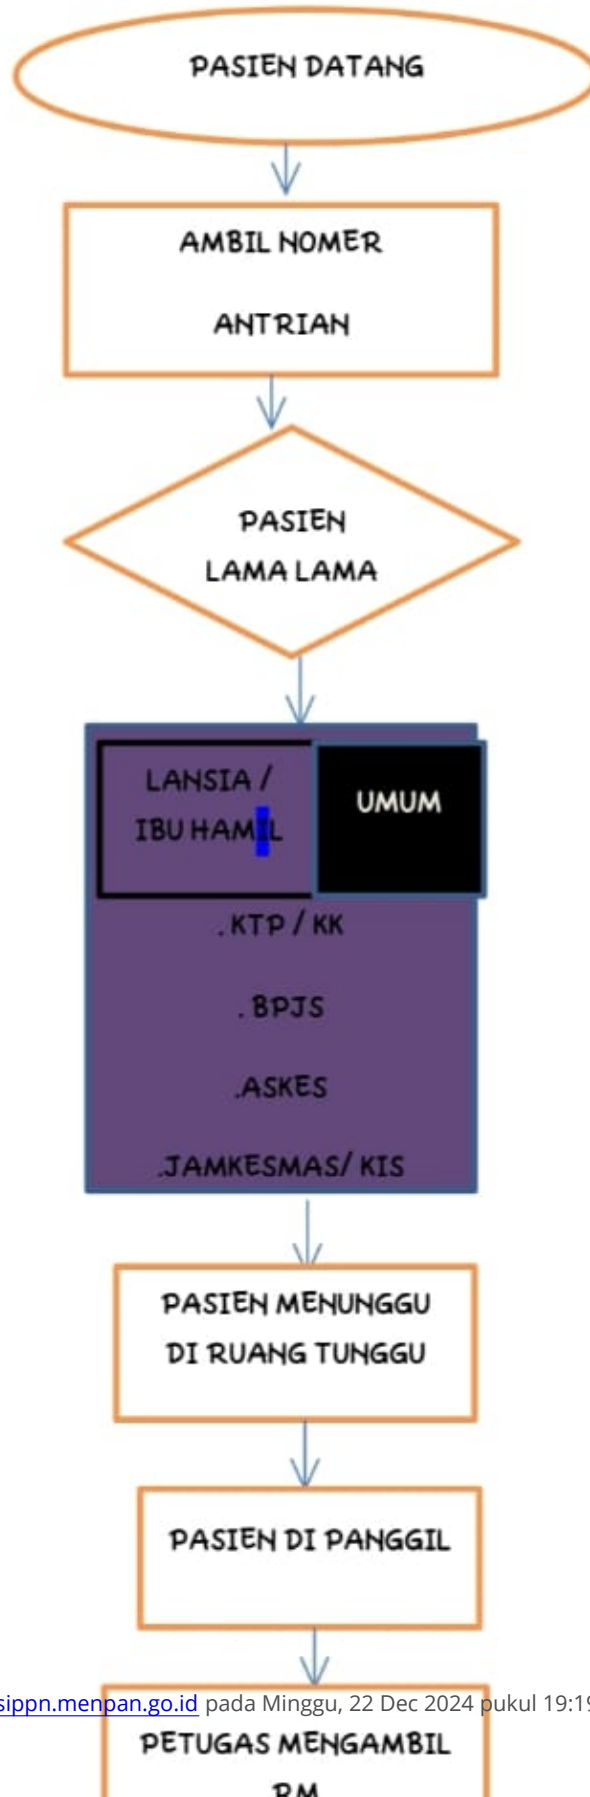 PASIEN DATANG
AMBIL NOMER
ANTRIAN
PASIEN
LAMA LAMA
LANSIA /
IBU HAMIL
UMUM
. KTP / KK
. BPJS
.ASKES
.JAMKESMAS/ KIS
PASIEN MENUNGGU
DI RUANG TUNGGU
PASIEN DI PANGGIL
sippn.menpan.go.id pada Minggu, 22 Dec 2024 pukul 19:19
PETUGAS MENGAMBIL
RM